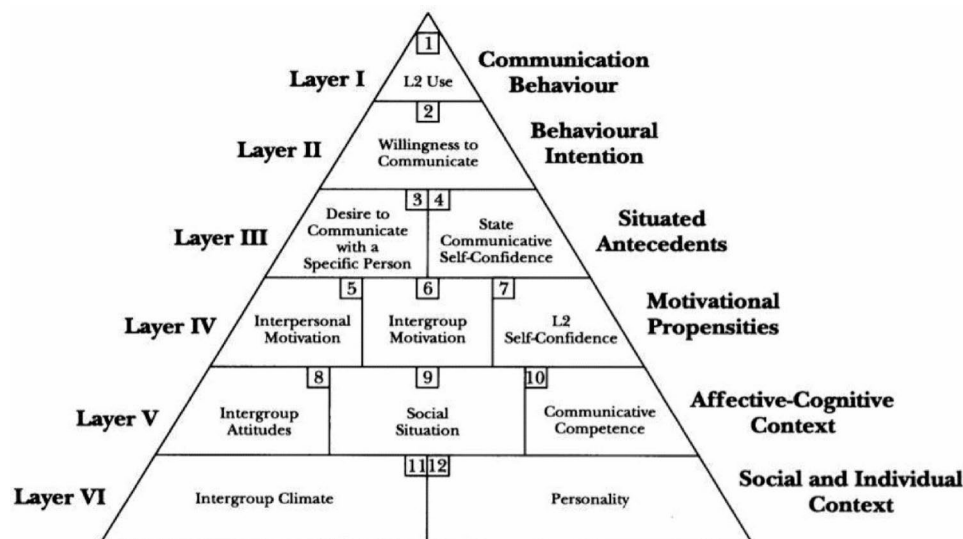 1
Layer I
L2 Use
Communication
Behaviour
2
Layer II
Willingness to
Communicate
Behavioural
Intention
3 4
Layer III
Desire to
Communicate
with a
Specific Person
State
Communicative
Self-Confidence
Situated
Antecedents
5 6 7
Layer IV
Interpersonal
Motivation
Intergroup
Motivation
L2
Self-Confidence
Motivational
Propensities
8 9 10
Layer V
Intergroup
Attitudes
Social
Situation
Communicative
Competence
Affective-Cognitive
Context
11 12
Layer VI
Intergroup Climate
Personality
Social and Individual
Context